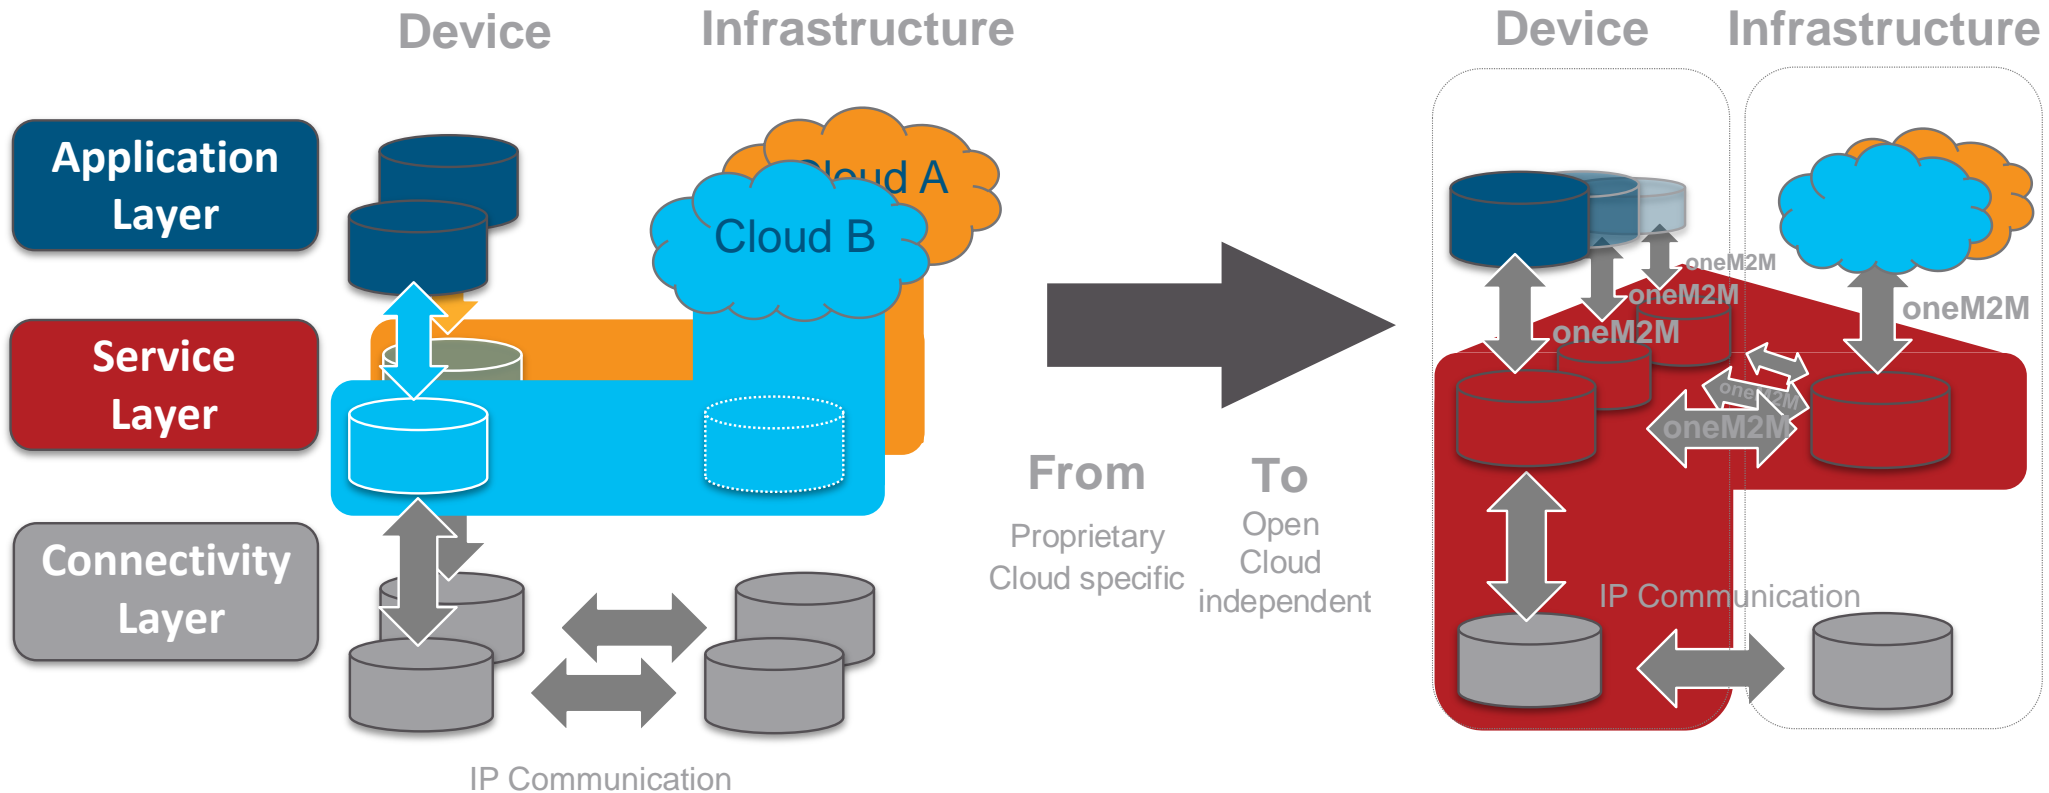 Device
Infrastructure
Device
Infrastructure
Application
Layer
Cloud A
Cloud B
oneM2M
oneM2M
oneM2M
oneM2M
Service
Layer
oneM2M
oneM2M
From
To
Proprietary
Cloud specific
Open
Cloud
independent
Connectivity
Layer
IP Communication
IP Communication